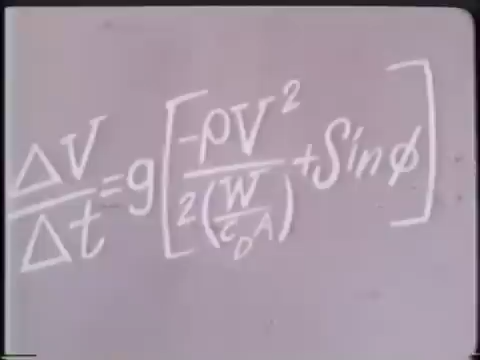 ΔV/Δt = g [ -ρV²/2(W/C_D A) + Sin φ ]